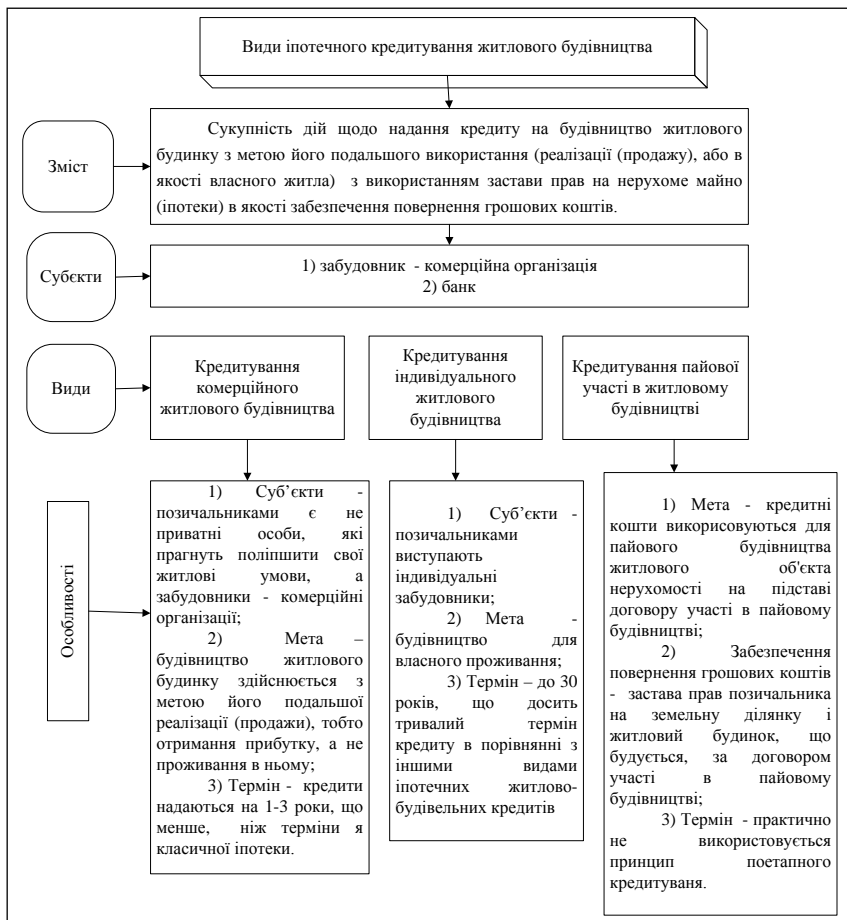 Види іпотечного кредитування житлового будівництва
Зміст
Сукупність дій щодо надання кредиту на будівництво житлового
будинку з метою його подальшого використання (реалізації (продажу), або в
якості власного житла) з використанням застави прав на нерухоме майно
(іпотеки) в якості забезпечення повернення грошових коштів.
Субєкти
1) забудовник - комерційна організація
2) банк
Види
Кредитування
комерційного
житлового будівництва
Кредитування
індивідуального
житлового
будівництва
Кредитування пайової
участі в житловому
будівництві
Особливості
1) Суб’єкти -
позичальниками є не
приватні особи, які
прагнуть поліпшити свої
житлові умови, а
забудовники - комерційні
організації;
2) Мета –
будівництво житлового
будинку здійснюється з
метою його подальшої
реалізації (продажи), тобто
отримання прибутку, а не
проживання в ньому;
3) Термін - кредити
надаються на 1-3 роки, що
менше, ніж терміни я
класичної іпотеки.
1) Суб’єкти -
позичальниками
виступають
індивідуальні
забудовники;
2) Мета -
будівництво для
власного проживання;
3) Термін – до 30
років, що досить
тривалий термін
кредиту в порівнянні з
іншими видами
іпотечних житлово-
будівельних кредитів
1) Мета - кредитні
кошти використовуються для
пайового будівництва
житлового об'єкта
нерухомості на підставі
договору участі в пайовому
будівництві;
2) Забезпечення
повернення грошових коштів
- застава прав позичальника
на земельну ділянку і
житловий будинок, що
будується, за договором
участі в пайовому
будівництві;
3) Термін - практично
не використовується
принцип поетапного
кредитуваня.